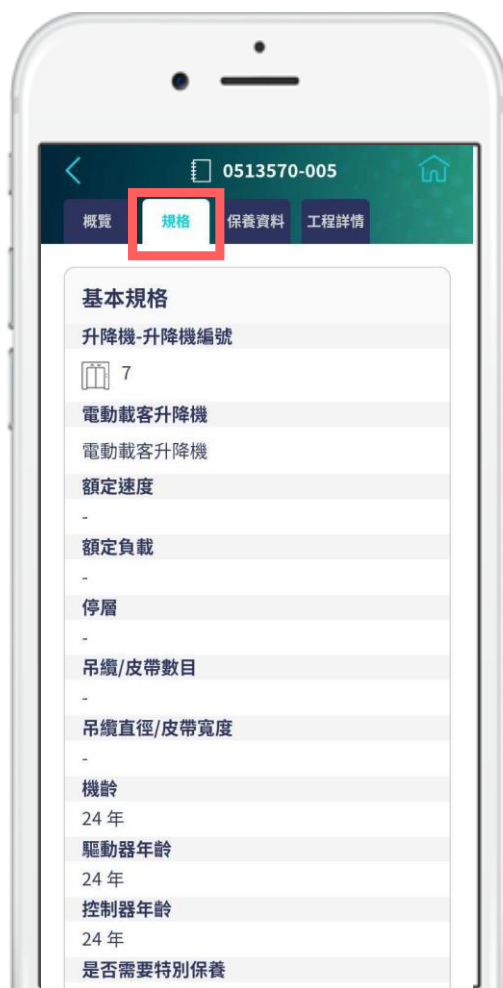 0513570-005
概覽
規格
保養資料
工程詳情
基本規格
升降機-升降機編號
7
電動載客升降機
電動載客升降機
額定速度
-
額定負載
-
停層
-
吊纜/皮帶數目
-
吊纜直徑/皮帶寬度
-
機齡
24 年
驅動器年齡
24 年
控制器年齡
24 年
是否需要特別保養